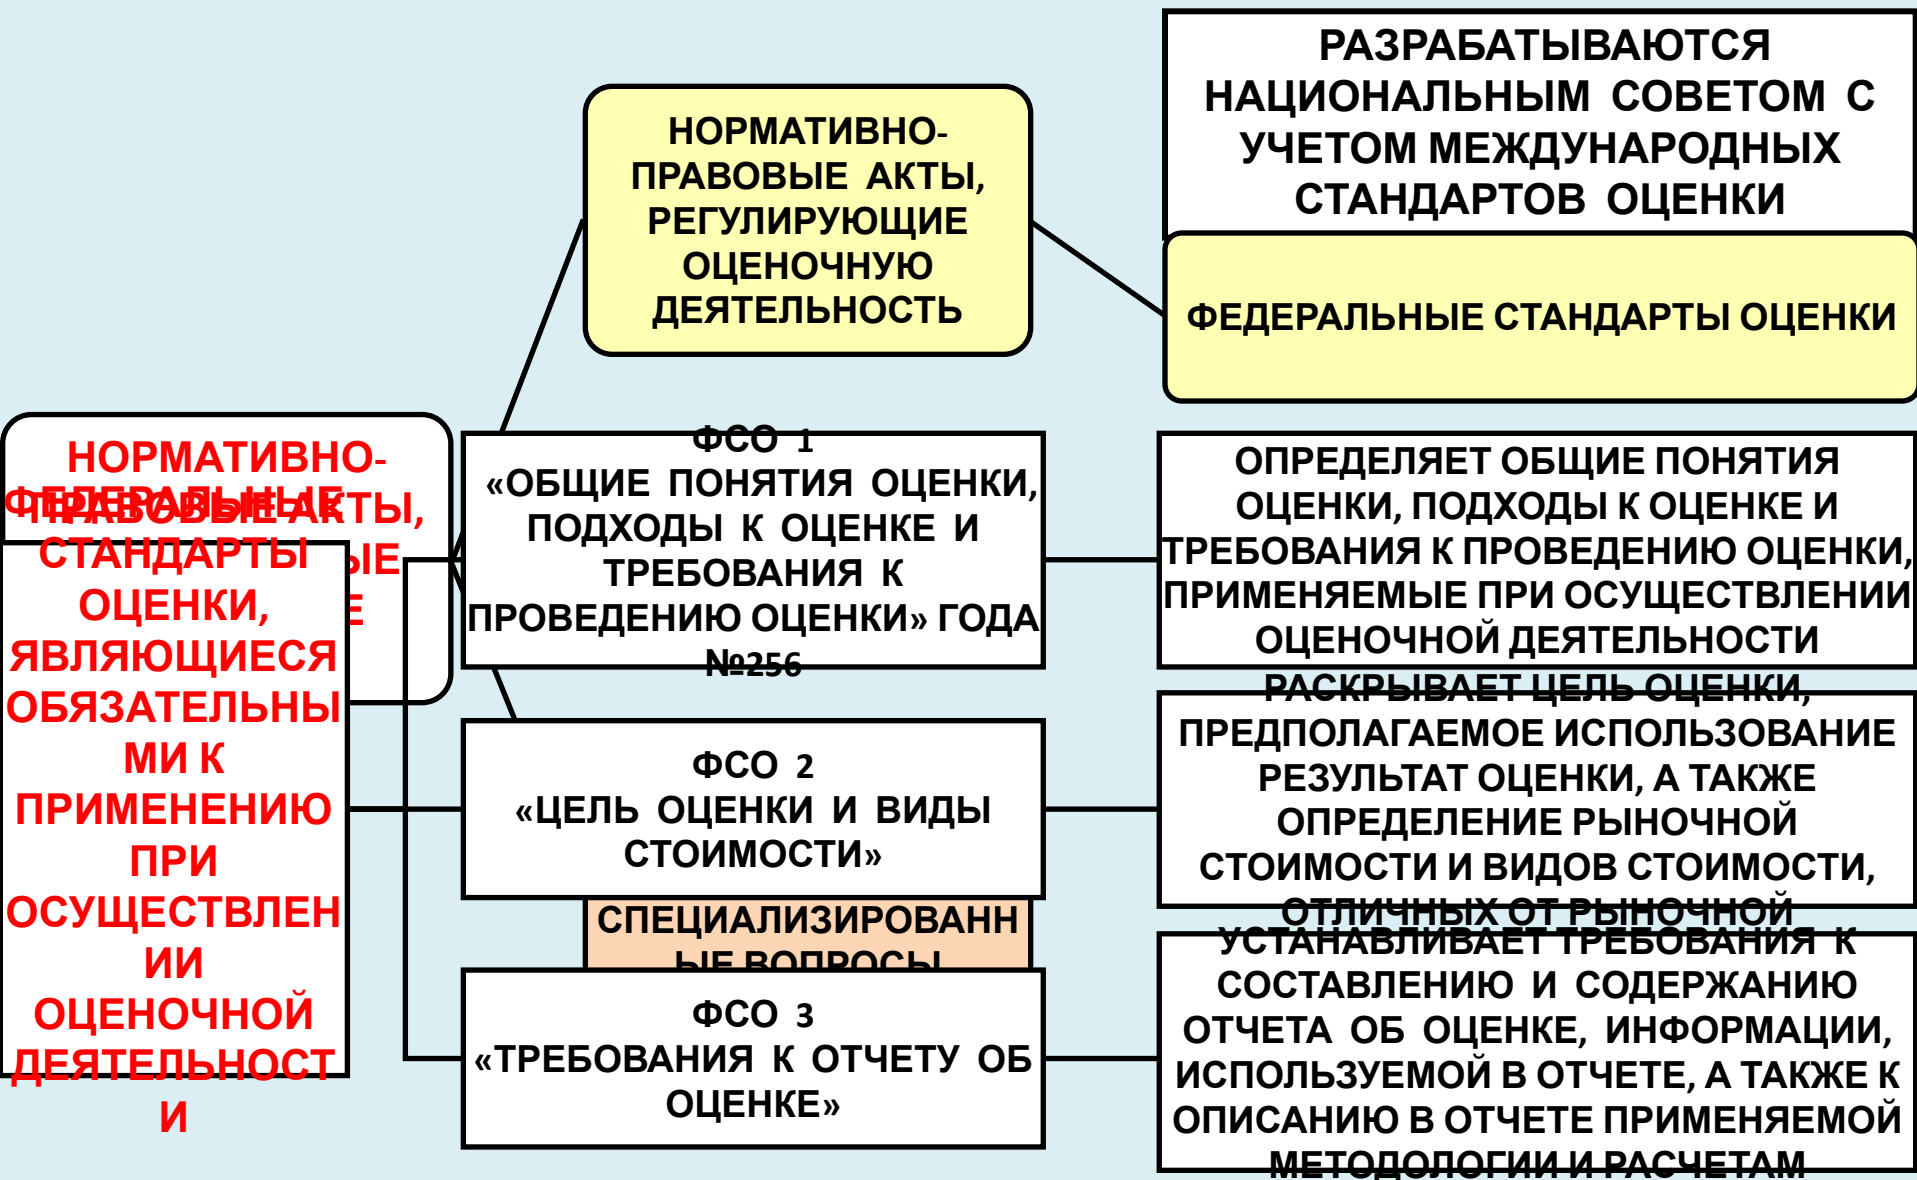 РАЗРАБАТЫВАЮТСЯ
НАЦИОНАЛЬНЫМ СОВЕТОМ С
УЧЕТОМ МЕЖДУНАРОДНЫХ
СТАНДАРТОВ ОЦЕНКИ
НОРМАТИВНО-
ПРАВОВЫЕ АКТЫ,
РЕГУЛИРУЮЩИЕ
ОЦЕНОЧНУЮ
ДЕЯТЕЛЬНОСТЬ
ФЕДЕРАЛЬНЫЕ СТАНДАРТЫ ОЦЕНКИ
НОРМАТИВНО-
ПРАВОВЫЕ АКТЫ,
ФЕДЕРАЛЬНЫЕ
СТАНДАРТЫ
ОЦЕНКИ,
ЯВЛЯЮЩИЕСЯ
ОБЯЗАТЕЛЬНЫ
МИ К
ПРИМЕНЕНИЮ
ПРИ
ОСУЩЕСТВЛЕН
ИИ
ОЦЕНОЧНОЙ
ДЕЯТЕЛЬНОСТ
И
ФСО 1
«ОБЩИЕ ПОНЯТИЯ ОЦЕНКИ,
ПОДХОДЫ К ОЦЕНКЕ И
ТРЕБОВАНИЯ К
ПРОВЕДЕНИЮ ОЦЕНКИ» ГОДА
№256
ОПРЕДЕЛЯЕТ ОБЩИЕ ПОНЯТИЯ
ОЦЕНКИ, ПОДХОДЫ К ОЦЕНКЕ И
ТРЕБОВАНИЯ К ПРОВЕДЕНИЮ ОЦЕНКИ,
ПРИМЕНЯЕМЫЕ ПРИ ОСУЩЕСТВЛЕНИИ
ОЦЕНОЧНОЙ ДЕЯТЕЛЬНОСТИ
ФСО 2
«ЦЕЛЬ ОЦЕНКИ И ВИДЫ
СТОИМОСТИ»
РАСКРЫВАЕТ ЦЕЛЬ ОЦЕНКИ,
ПРЕДПОЛАГАЕМОЕ ИСПОЛЬЗОВАНИЕ
РЕЗУЛЬТАТ ОЦЕНКИ, А ТАКЖЕ
ОПРЕДЕЛЕНИЕ РЫНОЧНОЙ
СТОИМОСТИ И ВИДОВ СТОИМОСТИ,
ОТЛИЧНЫХ ОТ РЫНОЧНОЙ
СПЕЦИАЛИЗИРОВАНН
ЫЕ ВОПРОСЫ
ФСО 3
«ТРЕБОВАНИЯ К ОТЧЕТУ ОБ
ОЦЕНКЕ»
УСТАНАВЛИВАЕТ ТРЕБОВАНИЯ К
СОСТАВЛЕНИЮ И СОДЕРЖАНИЮ
ОТЧЕТА ОБ ОЦЕНКЕ, ИНФОРМАЦИИ,
ИСПОЛЬЗУЕМОЙ В ОТЧЕТЕ, А ТАКЖЕ К
ОПИСАНИЮ В ОТЧЕТЕ ПРИМЕНЯЕМОЙ
МЕТОДОЛОГИИ И РАСЧЕТАМ